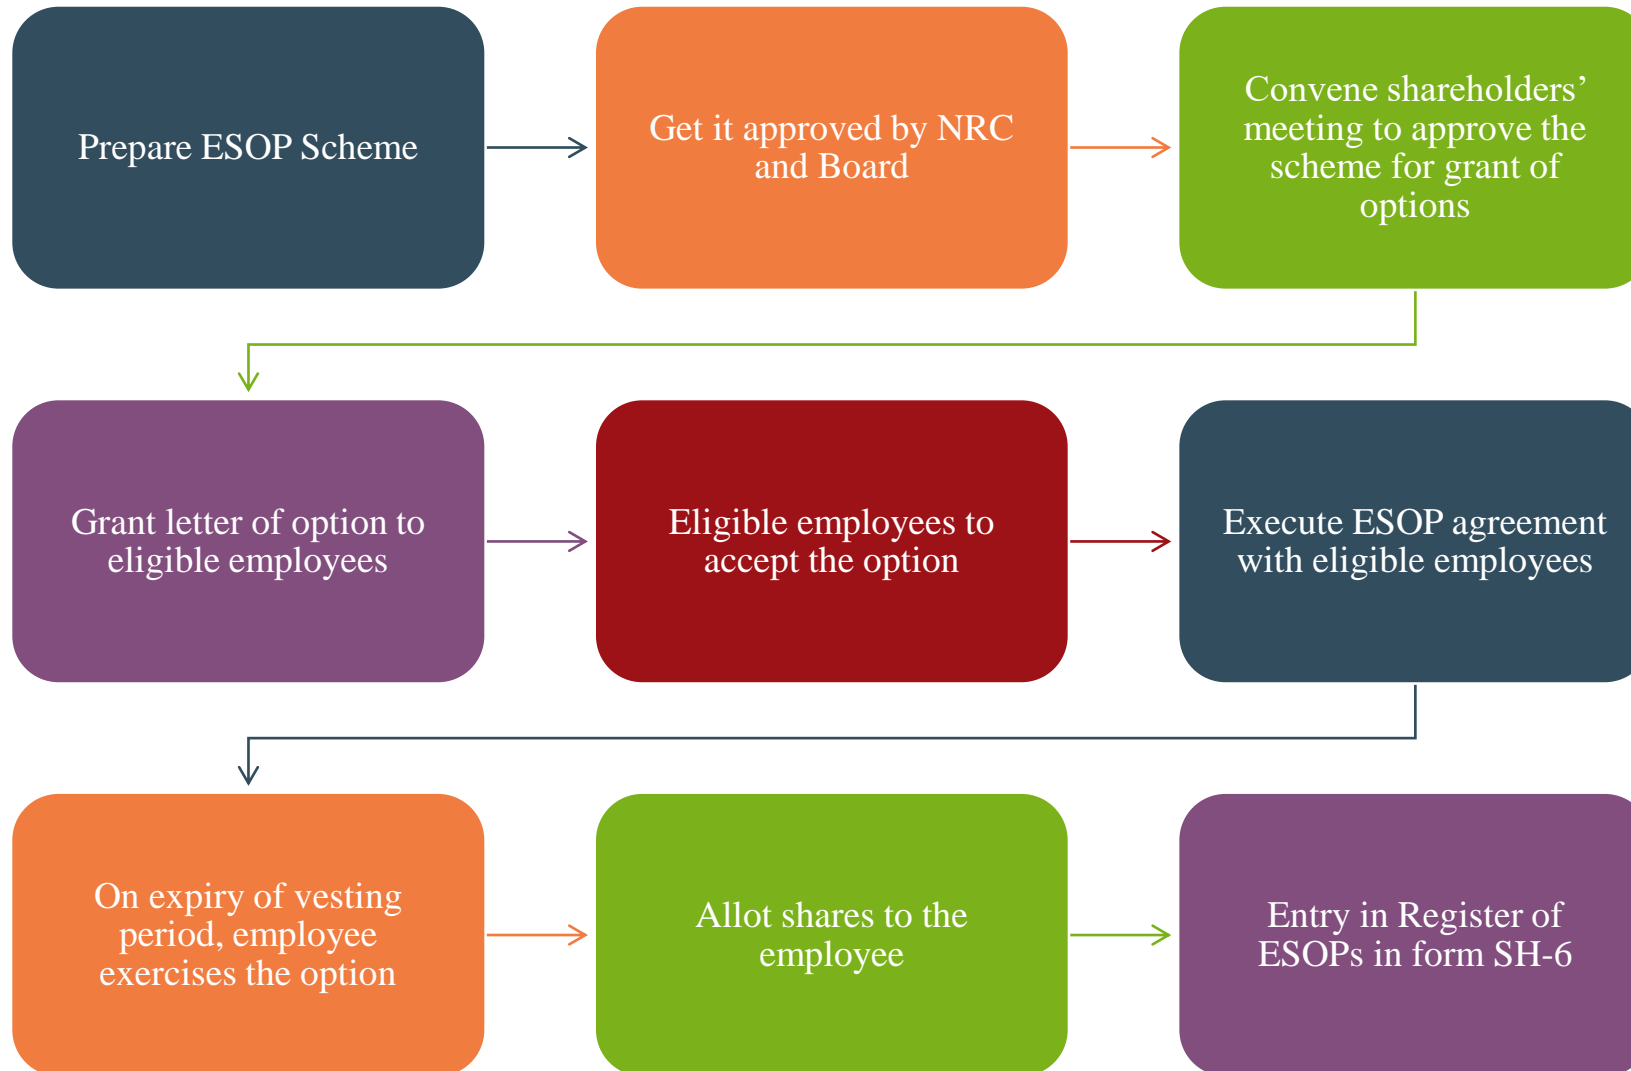 Prepare ESOP Scheme
Get it approved by NRC
and Board
Convene shareholders’
meeting to approve the
scheme for grant of
options
Grant letter of option to
eligible employees
Eligible employees to
accept the option
Execute ESOP agreement
with eligible employees
On expiry of vesting
period, employee
exercises the option
Allot shares to the
employee
Entry in Register of
ESOPs in form SH-6